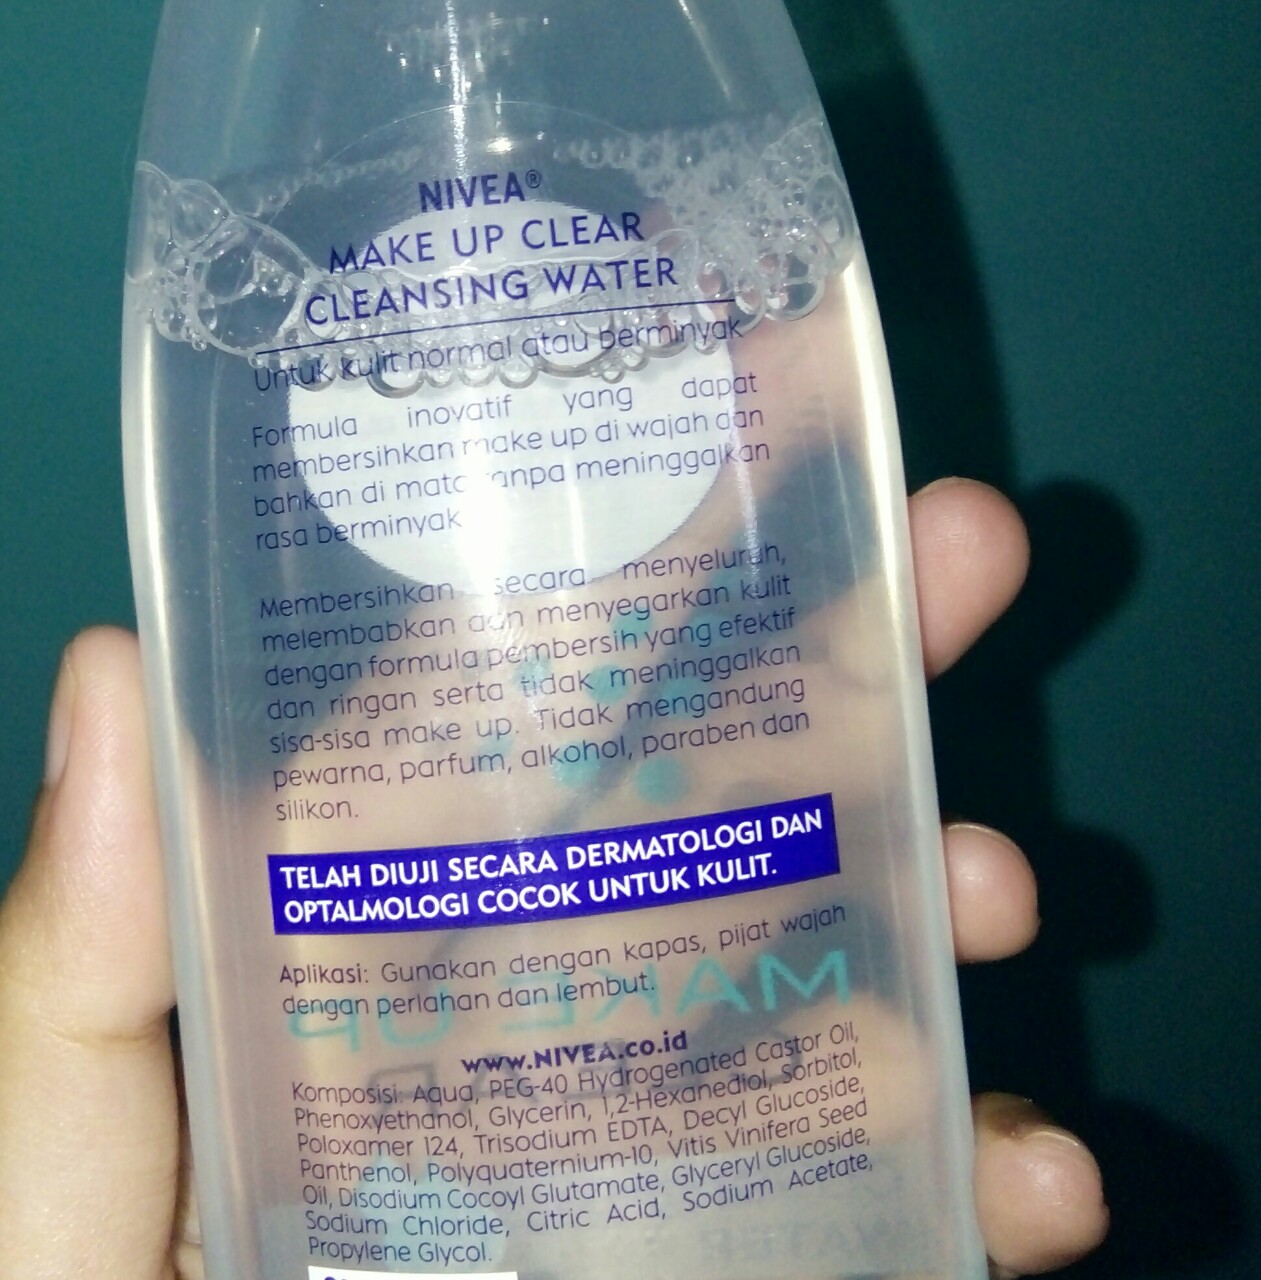 NIVEA®
MAKE UP CLEAR
CLEANSING WATER
Untuk kulit normal atau berminyak
Formula inovatif yang dapat
membersihkan make up di wajah dan
bahkan di mata tanpa meninggalkan
rasa berminyak
Membersihkan secara menyeluruh,
melembabkan dan menyegarkan kulit
dengan formula pembersih yang efektif
dan ringan serta tidak meninggalkan
sisa-sisa make up. Tidak mengandung
pewarna, parfum, alkohol, paraben dan
silikon.
TELAH DIUJI SECARA DERMATOLOGI DAN
OPTALMOLOGI COCOK UNTUK KULIT.
Aplikasi: Gunakan dengan kapas, pijat wajah
dengan perlahan dan lembut.
MAKE UP
CLEAR
www.NIVEA.co.id
Komposisi: Aqua, PEG-40 Hydrogenated Castor Oil,
Phenoxyethanol, Glycerin, 1,2-Hexanediol, Sorbitol,
Poloxamer 124, Trisodium EDTA, Decyl Glucoside,
Panthenol, Polyquaternium-10, Vitis Vinifera Seed
Oil, Disodium Cocoyl Glutamate, Glyceryl Glucoside,
Sodium Chloride, Citric Acid, Sodium Acetate,
Propylene Glycol.